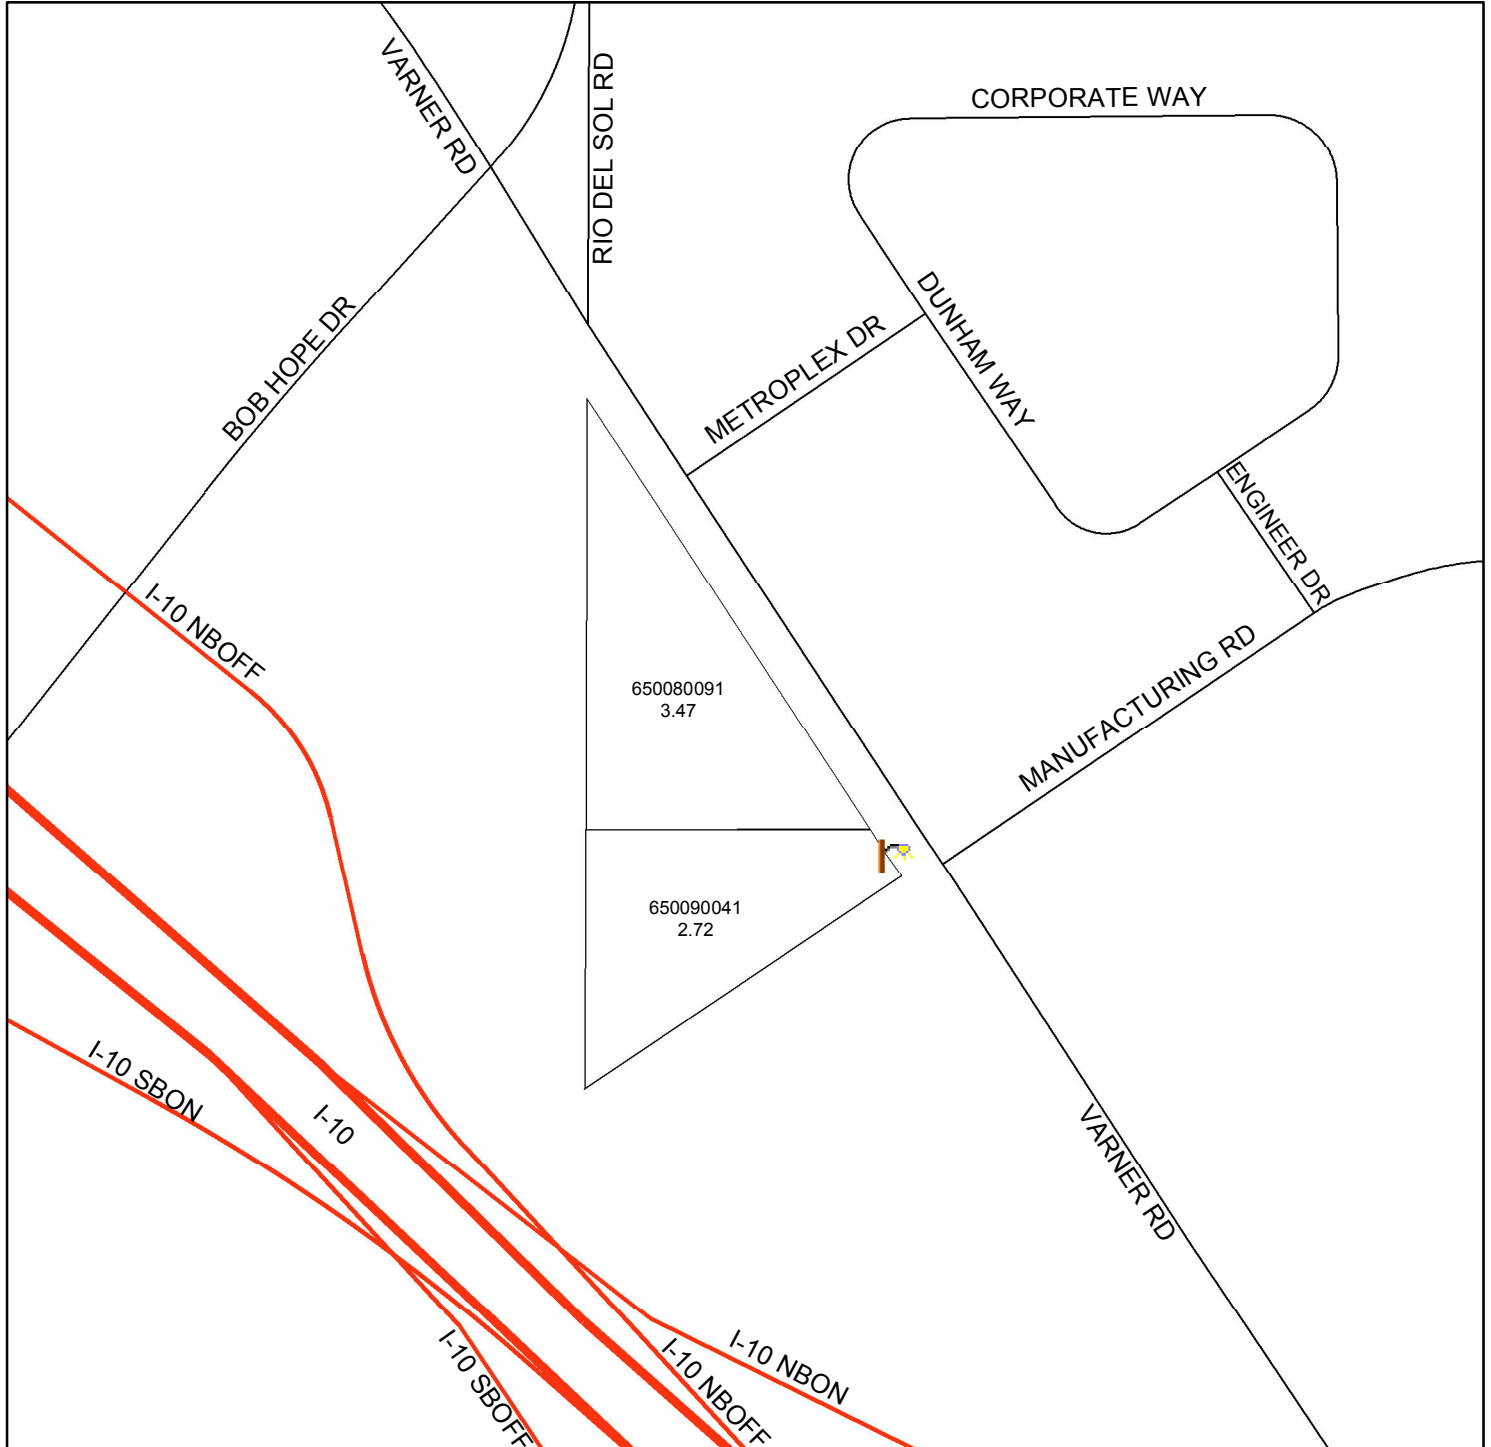 VARNER RD
RIO DEL SOL RD
CORPORATE WAY
BOB HOPE DR
METROPLEX DR
DUNHAM WAY
ENGINEER DR
I-10 NBOFF
650080091
3.47
MANUFACTURING RD
650090041
2.72
I-10 SBON
I-10
VARNER RD
I-10 SBOFF
I-10 NBOFF
I-10 NBON